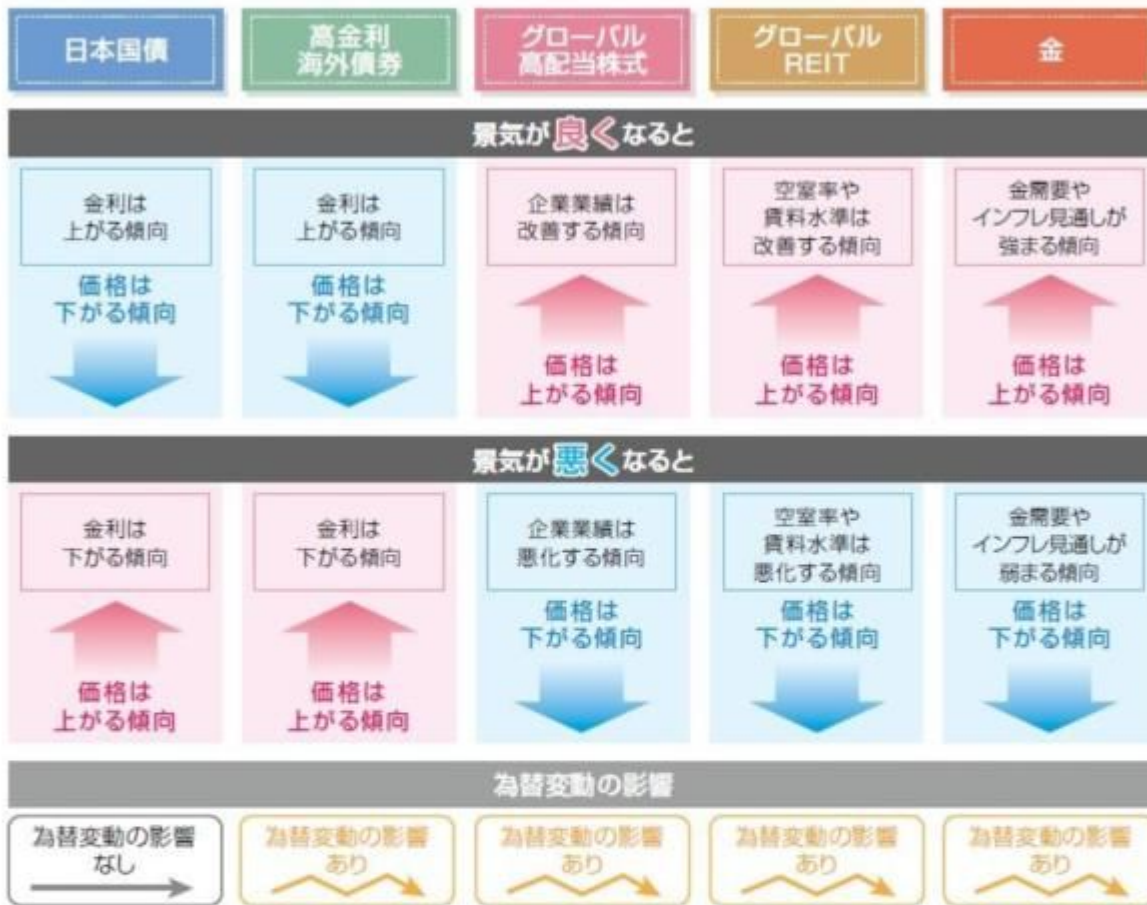 日本国債
高金利
海外債券
グローバル
高配当株式
グローバル
REIT
金
景気が良くなると
金利は
上がる傾向
価格は
下がる傾向
金利は
上がる傾向
価格は
下がる傾向
企業業績は
改善する傾向
価格は
上がる傾向
空室率や
賃料水準は
改善する傾向
価格は
上がる傾向
金需要や
インフレ見通しが
強まる傾向
価格は
上がる傾向
景気が悪くなると
金利は
下がる傾向
価格は
上がる傾向
金利は
下がる傾向
価格は
上がる傾向
企業業績は
悪化する傾向
価格は
下がる傾向
空室率や
賃料水準は
悪化する傾向
価格は
下がる傾向
金需要や
インフレ見通しが
弱まる傾向
価格は
下がる傾向
為替変動の影響
為替変動の影響
なし
為替変動の影響
あり
為替変動の影響
あり
為替変動の影響
あり
為替変動の影響
あり